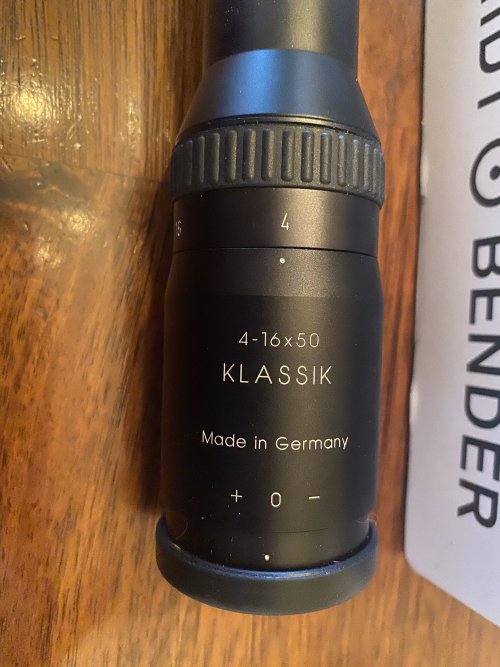 4
4-16x50
KLASSIK
Made in Germany
+ 0 -
BENDER